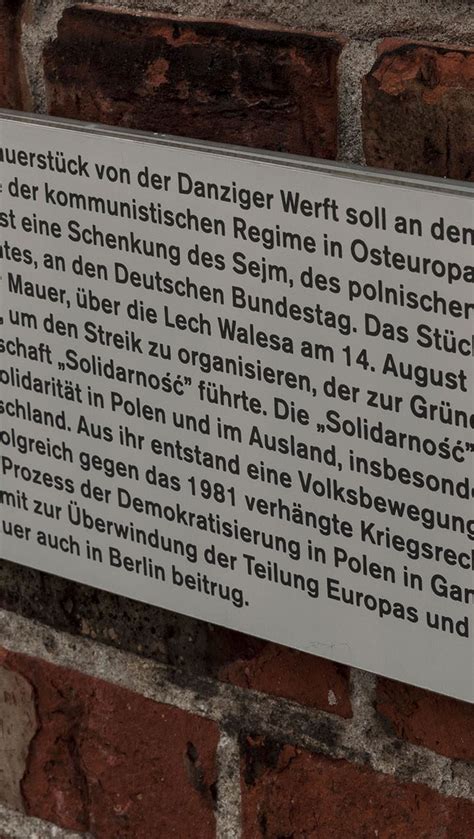 auerstück von der Danziger Werft soll an den
der kommunistischen Regime in Osteuropa
st eine Schenkung des Sejm, des polnischen
tes, an den Deutschen Bundestag. Das Stück
Mauer, über die Lech Walesa am 14. August
, um den Streik zu organisieren, der zur Gründ
schaft „Solidarność” führte. Die „Solidarność”
olidarität in Polen und im Ausland, insbesonde
schland. Aus ihr entstand eine Volksbewegung
olgreich gegen das 1981 verhängte Kriegsrech
Prozess der Demokratisierung in Polen in Gan
mit zur Überwindung der Teilung Europas und
uer auch in Berlin beitrug.